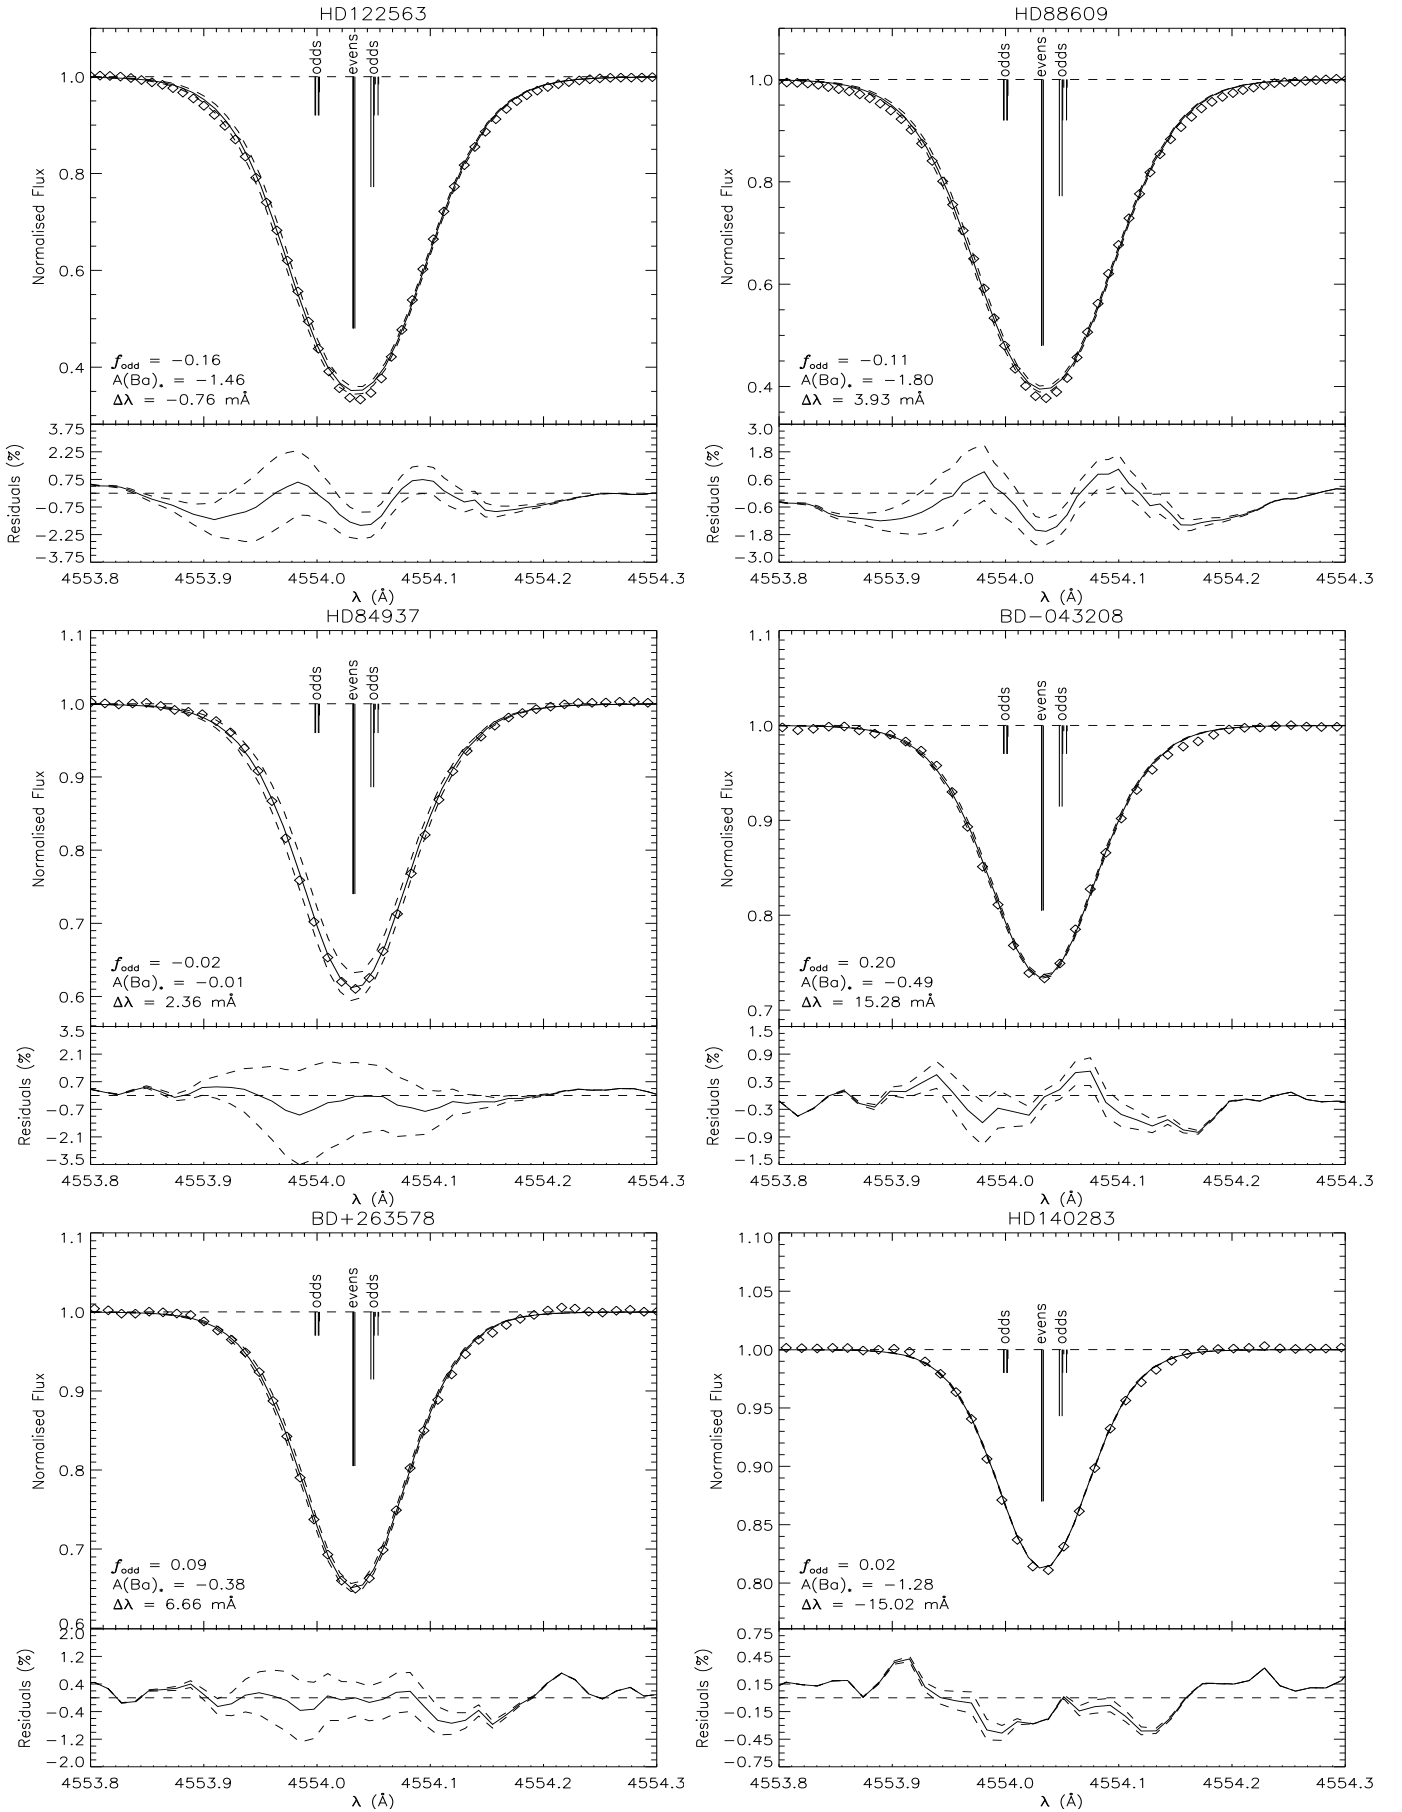 HD122563
odds
evens
odds
1.0
0.8
0.6
0.4
Normalised Flux
fodd = −0.16
A(Ba)* = −1.46
Δλ = −0.76 mÅ
3.75
2.25
0.75
−0.75
−2.25
−3.75
Residuals (%)
4553.8 4553.9 4554.0 4554.1 4554.2 4554.3
λ (Å)
HD88609
odds
evens
odds
1.0
0.8
0.6
0.4
Normalised Flux
fodd = −0.11
A(Ba)* = −1.80
Δλ = 3.93 mÅ
3.0
1.8
0.6
−0.6
−1.8
−3.0
Residuals (%)
4553.8 4553.9 4554.0 4554.1 4554.2 4554.3
λ (Å)
HD84937
odds
evens
odds
1.1
1.0
0.9
0.8
0.7
0.6
Normalised Flux
fodd = −0.02
A(Ba)* = −0.01
Δλ = 2.36 mÅ
3.5
2.1
0.7
−0.7
−2.1
−3.5
Residuals (%)
4553.8 4553.9 4554.0 4554.1 4554.2 4554.3
λ (Å)
BD−043208
odds
evens
odds
1.1
1.0
0.9
0.8
0.7
Normalised Flux
fodd = 0.20
A(Ba)* = −0.49
Δλ = 15.28 mÅ
1.5
0.9
0.3
−0.3
−0.9
−1.5
Residuals (%)
4553.8 4553.9 4554.0 4554.1 4554.2 4554.3
λ (Å)
BD+263578
odds
evens
odds
1.1
1.0
0.9
0.8
0.7
0.6
Normalised Flux
fodd = 0.09
A(Ba)* = −0.38
Δλ = 6.66 mÅ
2.0
1.2
0.4
−0.4
−1.2
−2.0
Residuals (%)
4553.8 4553.9 4554.0 4554.1 4554.2 4554.3
λ (Å)
HD140283
odds
evens
odds
1.10
1.05
1.00
0.95
0.90
0.85
0.80
Normalised Flux
fodd = 0.02
A(Ba)* = −1.28
Δλ = −15.02 mÅ
0.75
0.45
0.15
−0.15
−0.45
−0.75
Residuals (%)
4553.8 4553.9 4554.0 4554.1 4554.2 4554.3
λ (Å)